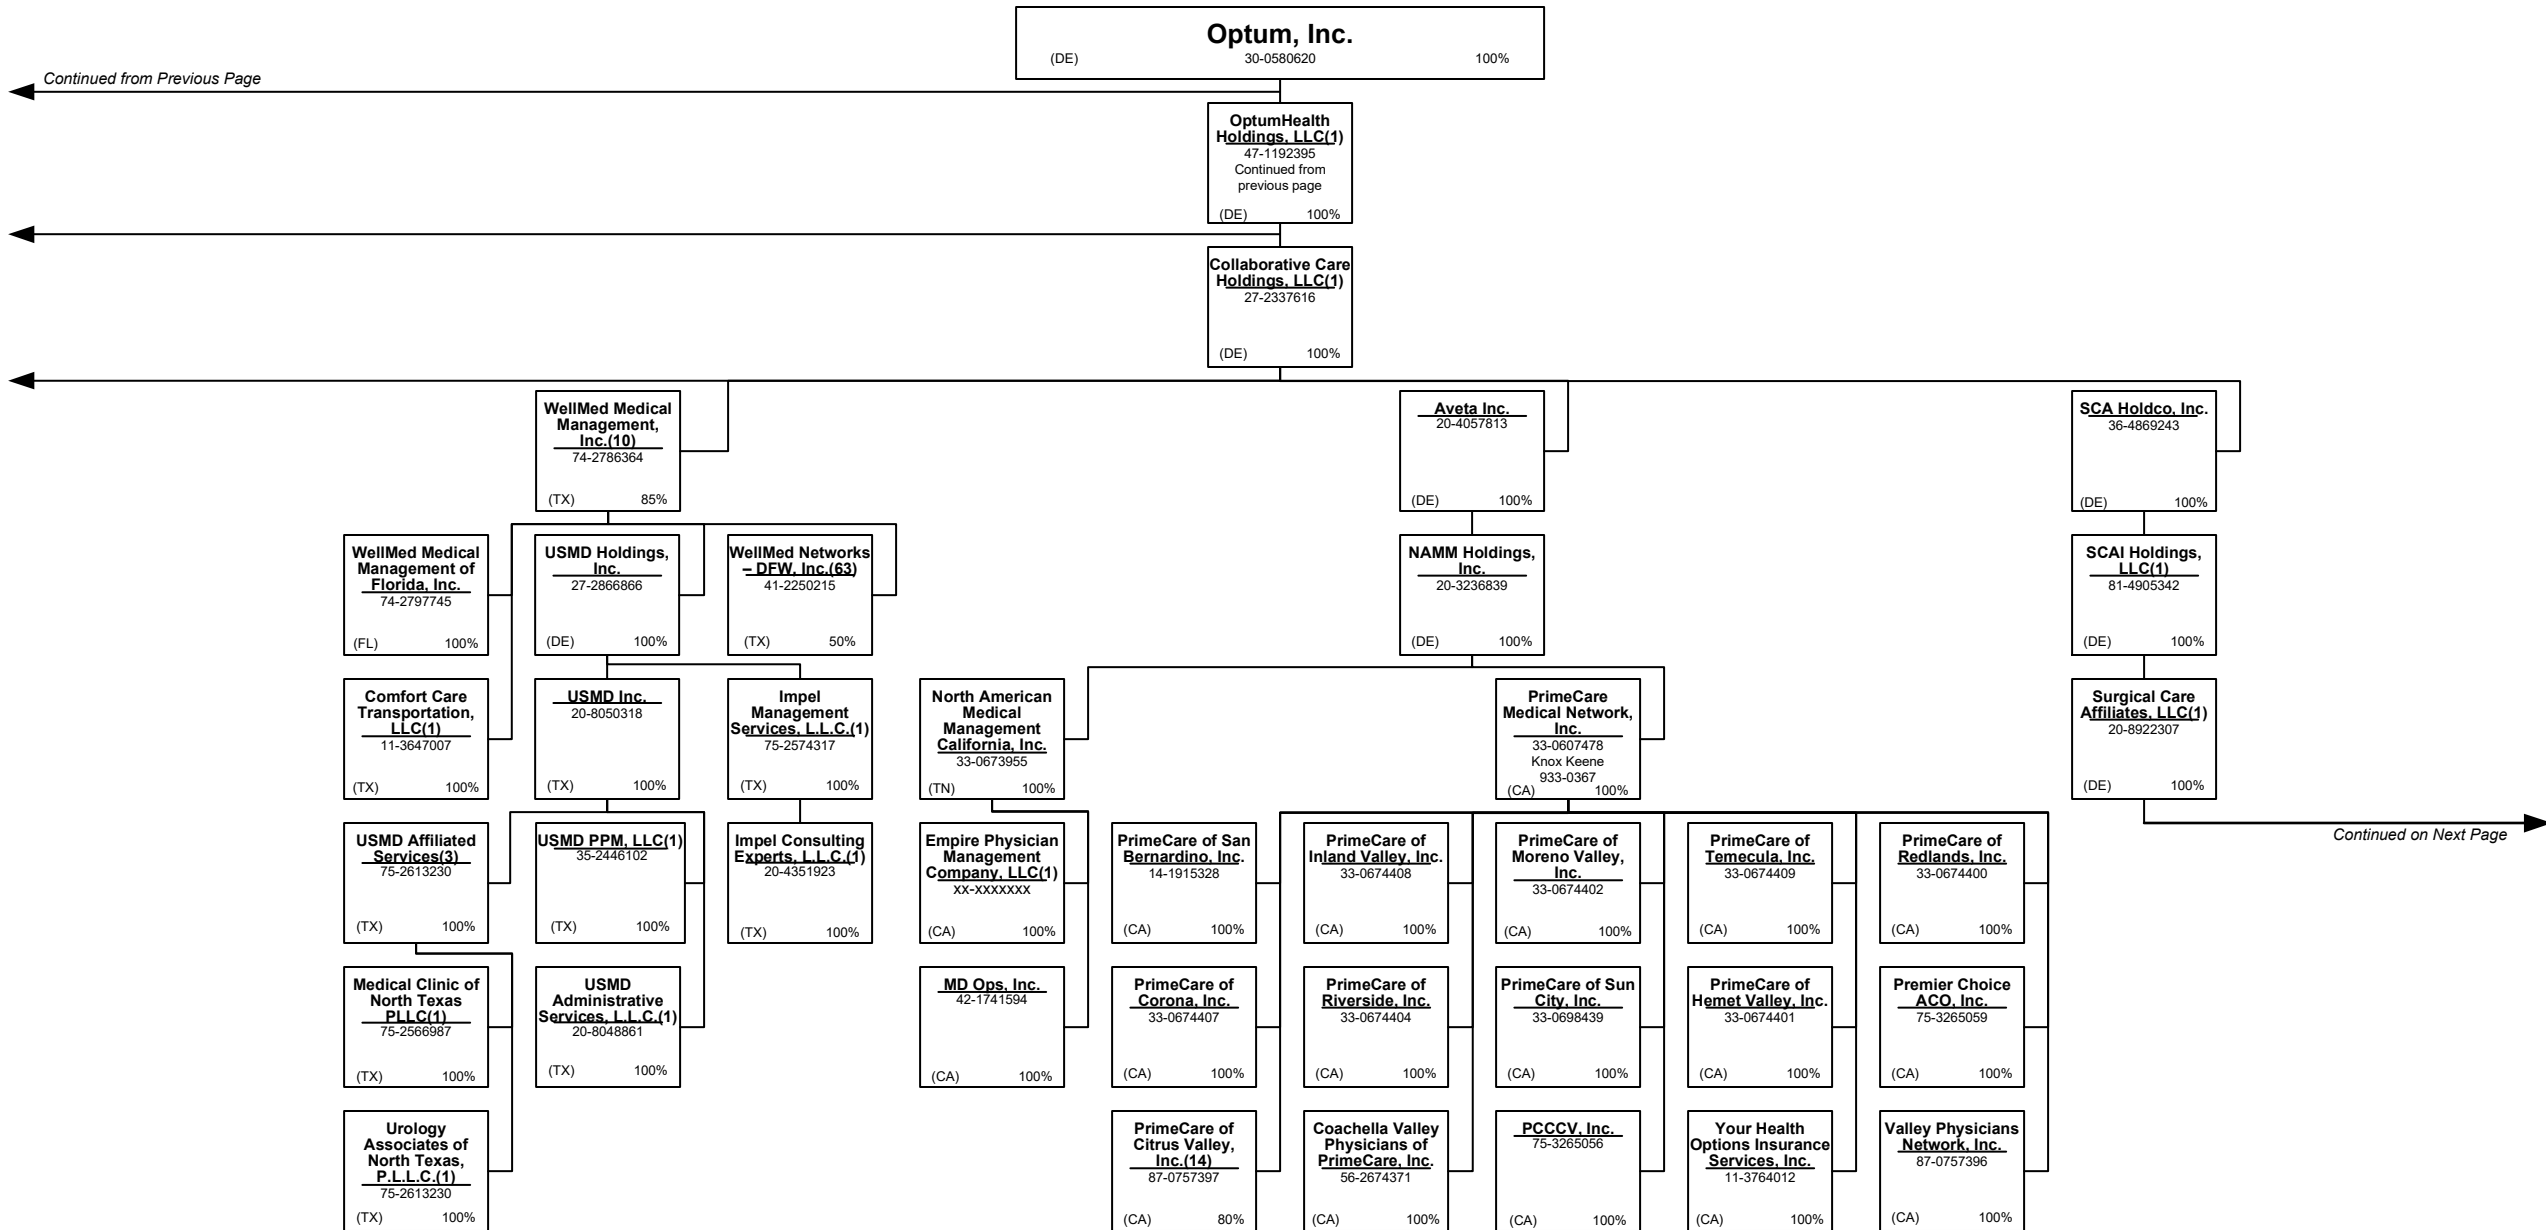 Optum, Inc.
(DE) 30-0580620 100%
Continued from Previous Page
OptumHealth
Holdings, LLC(1)
47-1192395
Continued from
previous page
(DE) 100%
Collaborative Care
Holdings, LLC(1)
27-2337616
(DE) 100%
WellMed Medical
Management,
Inc.(10)
74-2786364
(TX) 85%
Aveta Inc.
20-4057813
(DE) 100%
SCA Holdco, Inc.
36-4869243
(DE) 100%
WellMed Medical
Management of
Florida, Inc.
74-2797745
(FL) 100%
USMD Holdings,
Inc.
27-2866866
(DE) 100%
WellMed Networks
– DFW, Inc.(63)
41-2250215
(TX) 50%
NAMM Holdings,
Inc.
20-3236839
(DE) 100%
SCAI Holdings,
LLC(1)
81-4905342
(DE) 100%
Comfort Care
Transportation,
LLC(1)
11-3647007
(TX) 100%
USMD Inc.
20-8050318
(TX) 100%
Impel
Management
Services, L.L.C.(1)
75-2574317
(TX) 100%
North American
Medical
Management
California, Inc.
33-0673955
(TN) 100%
PrimeCare
Medical Network,
Inc.
33-0607478
Knox Keene
933-0367
(CA) 100%
Surgical Care
Affiliates, LLC(1)
20-8922307
(DE) 100%
Continued on Next Page
USMD Affiliated
Services(3)
75-2613230
(TX) 100%
USMD PPM, LLC(1)
35-2446102
(TX) 100%
Impel Consulting
Experts, L.L.C.(1)
20-4351923
(TX) 100%
Empire Physician
Management
Company, LLC(1)
xx-xxxxxxx
(CA) 100%
PrimeCare of San
Bernardino, Inc.
14-1915328
(CA) 100%
PrimeCare of
Inland Valley, Inc.
33-0674408
(CA) 100%
PrimeCare of
Moreno Valley,
Inc.
33-0674402
(CA) 100%
PrimeCare of
Temecula, Inc.
33-0674409
(CA) 100%
PrimeCare of
Redlands, Inc.
33-0674400
(CA) 100%
Medical Clinic of
North Texas
PLLC(1)
75-2566987
(TX) 100%
USMD
Administrative
Services, L.L.C.(1)
20-8048861
(TX) 100%
MD Ops, Inc.
42-1741594
(CA) 100%
PrimeCare of
Corona, Inc.
33-0674407
(CA) 100%
PrimeCare of
Riverside, Inc.
33-0674404
(CA) 100%
PrimeCare of Sun
City, Inc.
33-0698439
(CA) 100%
PrimeCare of
Hemet Valley, Inc.
33-0674401
(CA) 100%
Premier Choice
ACO, Inc.
75-3265059
(CA) 100%
Urology
Associates of
North Texas,
P.L.L.C.(1)
75-2613230
(TX) 100%
PrimeCare of
Citrus Valley,
Inc.(14)
87-0757397
(CA) 80%
Coachella Valley
Physicians of
PrimeCare, Inc.
56-2674371
(CA) 100%
PCCCV, Inc.
75-3265056
(CA) 100%
Your Health
Options Insurance
Services, Inc.
11-3764012
(CA) 100%
Valley Physicians
Network, Inc.
87-0757396
(CA) 100%